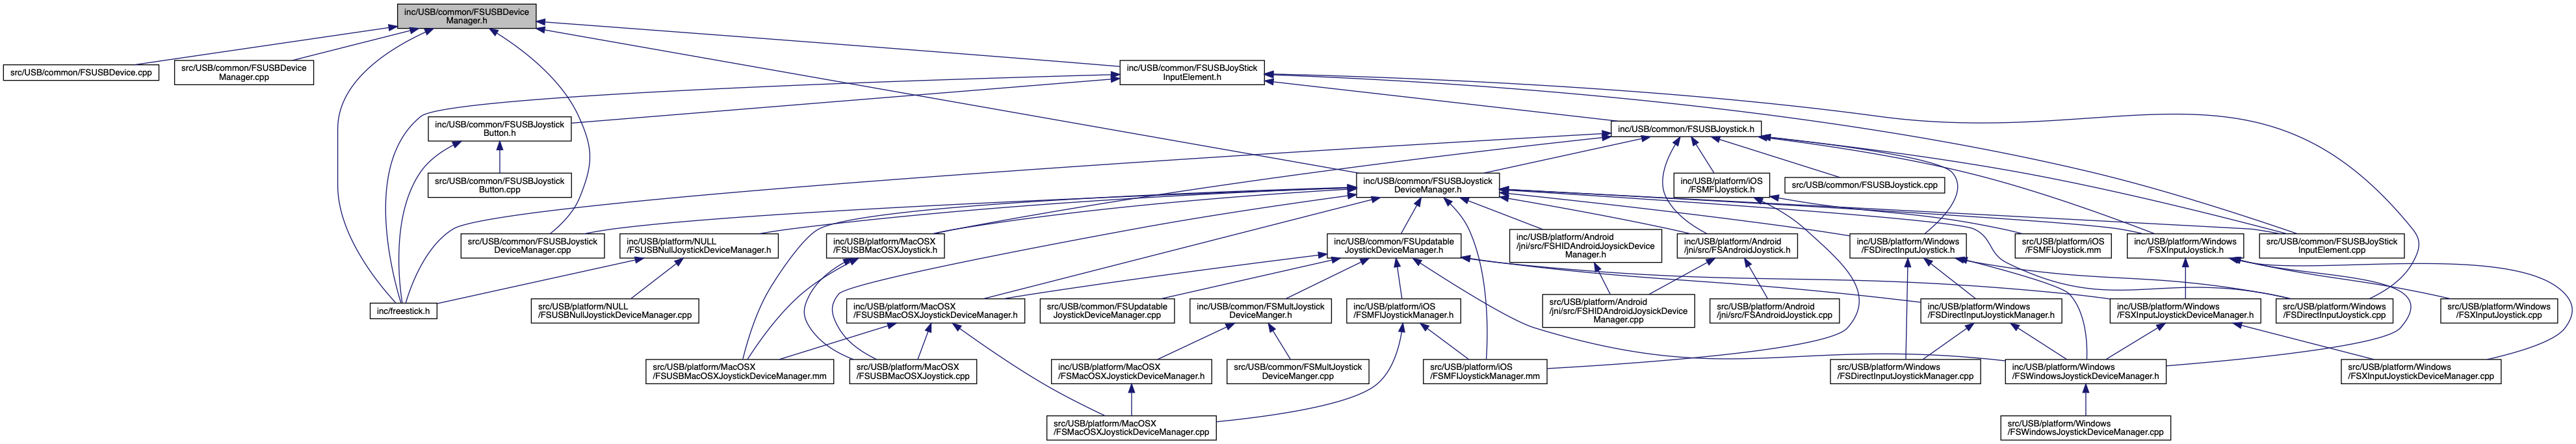 inc/USB/common/FSUSBDevice
Manager.h
src/USB/common/FSUSBDevice.cpp
src/USB/common/FSUSBDevice
Manager.cpp
inc/USB/common/FSUSBJoyStick
InputElement.h
inc/USB/common/FSUSBJoystick
Button.h
inc/USB/common/FSUSBJoystick.h
src/USB/common/FSUSBJoystick
Button.cpp
inc/USB/common/FSUSBJoystick
DeviceManager.h
inc/USB/platform/iOS
/FSMFIJoystick.h
src/USB/common/FSUSBJoystick.cpp
src/USB/common/FSUSBJoystick
DeviceManager.cpp
inc/USB/platform/NULL
/FSUSBNullJoystickDeviceManager.h
inc/USB/platform/MacOSX
/FSUSBMacOSXJoystick.h
inc/USB/common/FSUpdatable
JoystickDeviceManager.h
inc/USB/platform/Android
/jni/src/FSHIDAndroidJoysickDevice
Manager.h
inc/USB/platform/Android
/jni/src/FSAndroidJoystick.h
inc/USB/platform/Windows
/FSDirectInputJoystick.h
src/USB/platform/iOS
/FSMFIJoystick.mm
inc/USB/platform/Windows
/FSXInputJoystick.h
src/USB/common/FSUSBJoyStick
InputElement.cpp
inc/freestick.h
src/USB/platform/NULL
/FSUSBNullJoystickDeviceManager.cpp
inc/USB/platform/MacOSX
/FSUSBMacOSXJoystickDeviceManager.h
src/USB/common/FSUpdatable
JoystickDeviceManager.cpp
inc/USB/common/FSMultJoystick
DeviceManger.h
inc/USB/platform/iOS
/FSMFIJoystickManager.h
src/USB/platform/Android
/jni/src/FSHIDAndroidJoysickDevice
Manager.cpp
src/USB/platform/Android
/jni/src/FSAndroidJoystick.cpp
inc/USB/platform/Windows
/FSDirectInputJoystickManager.h
inc/USB/platform/Windows
/FSXInputJoystickDeviceManager.h
src/USB/platform/Windows
/FSDirectInputJoystick.cpp
src/USB/platform/Windows
/FSXInputJoystick.cpp
src/USB/platform/MacOSX
/FSUSBMacOSXJoystickDeviceManager.mm
src/USB/platform/MacOSX
/FSUSBMacOSXJoystick.cpp
inc/USB/platform/MacOSX
/FSMacOSXJoystickDeviceManager.h
src/USB/common/FSMultJoystick
DeviceManger.cpp
src/USB/platform/iOS
/FSMFIJoystickManager.mm
src/USB/platform/Windows
/FSDirectInputJoystickManager.cpp
inc/USB/platform/Windows
/FSWindowsJoystickDeviceManager.h
src/USB/platform/Windows
/FSXInputJoystickDeviceManager.cpp
src/USB/platform/MacOSX
/FSMacOSXJoystickDeviceManager.cpp
src/USB/platform/Windows
/FSWindowsJoystickDeviceManager.cpp